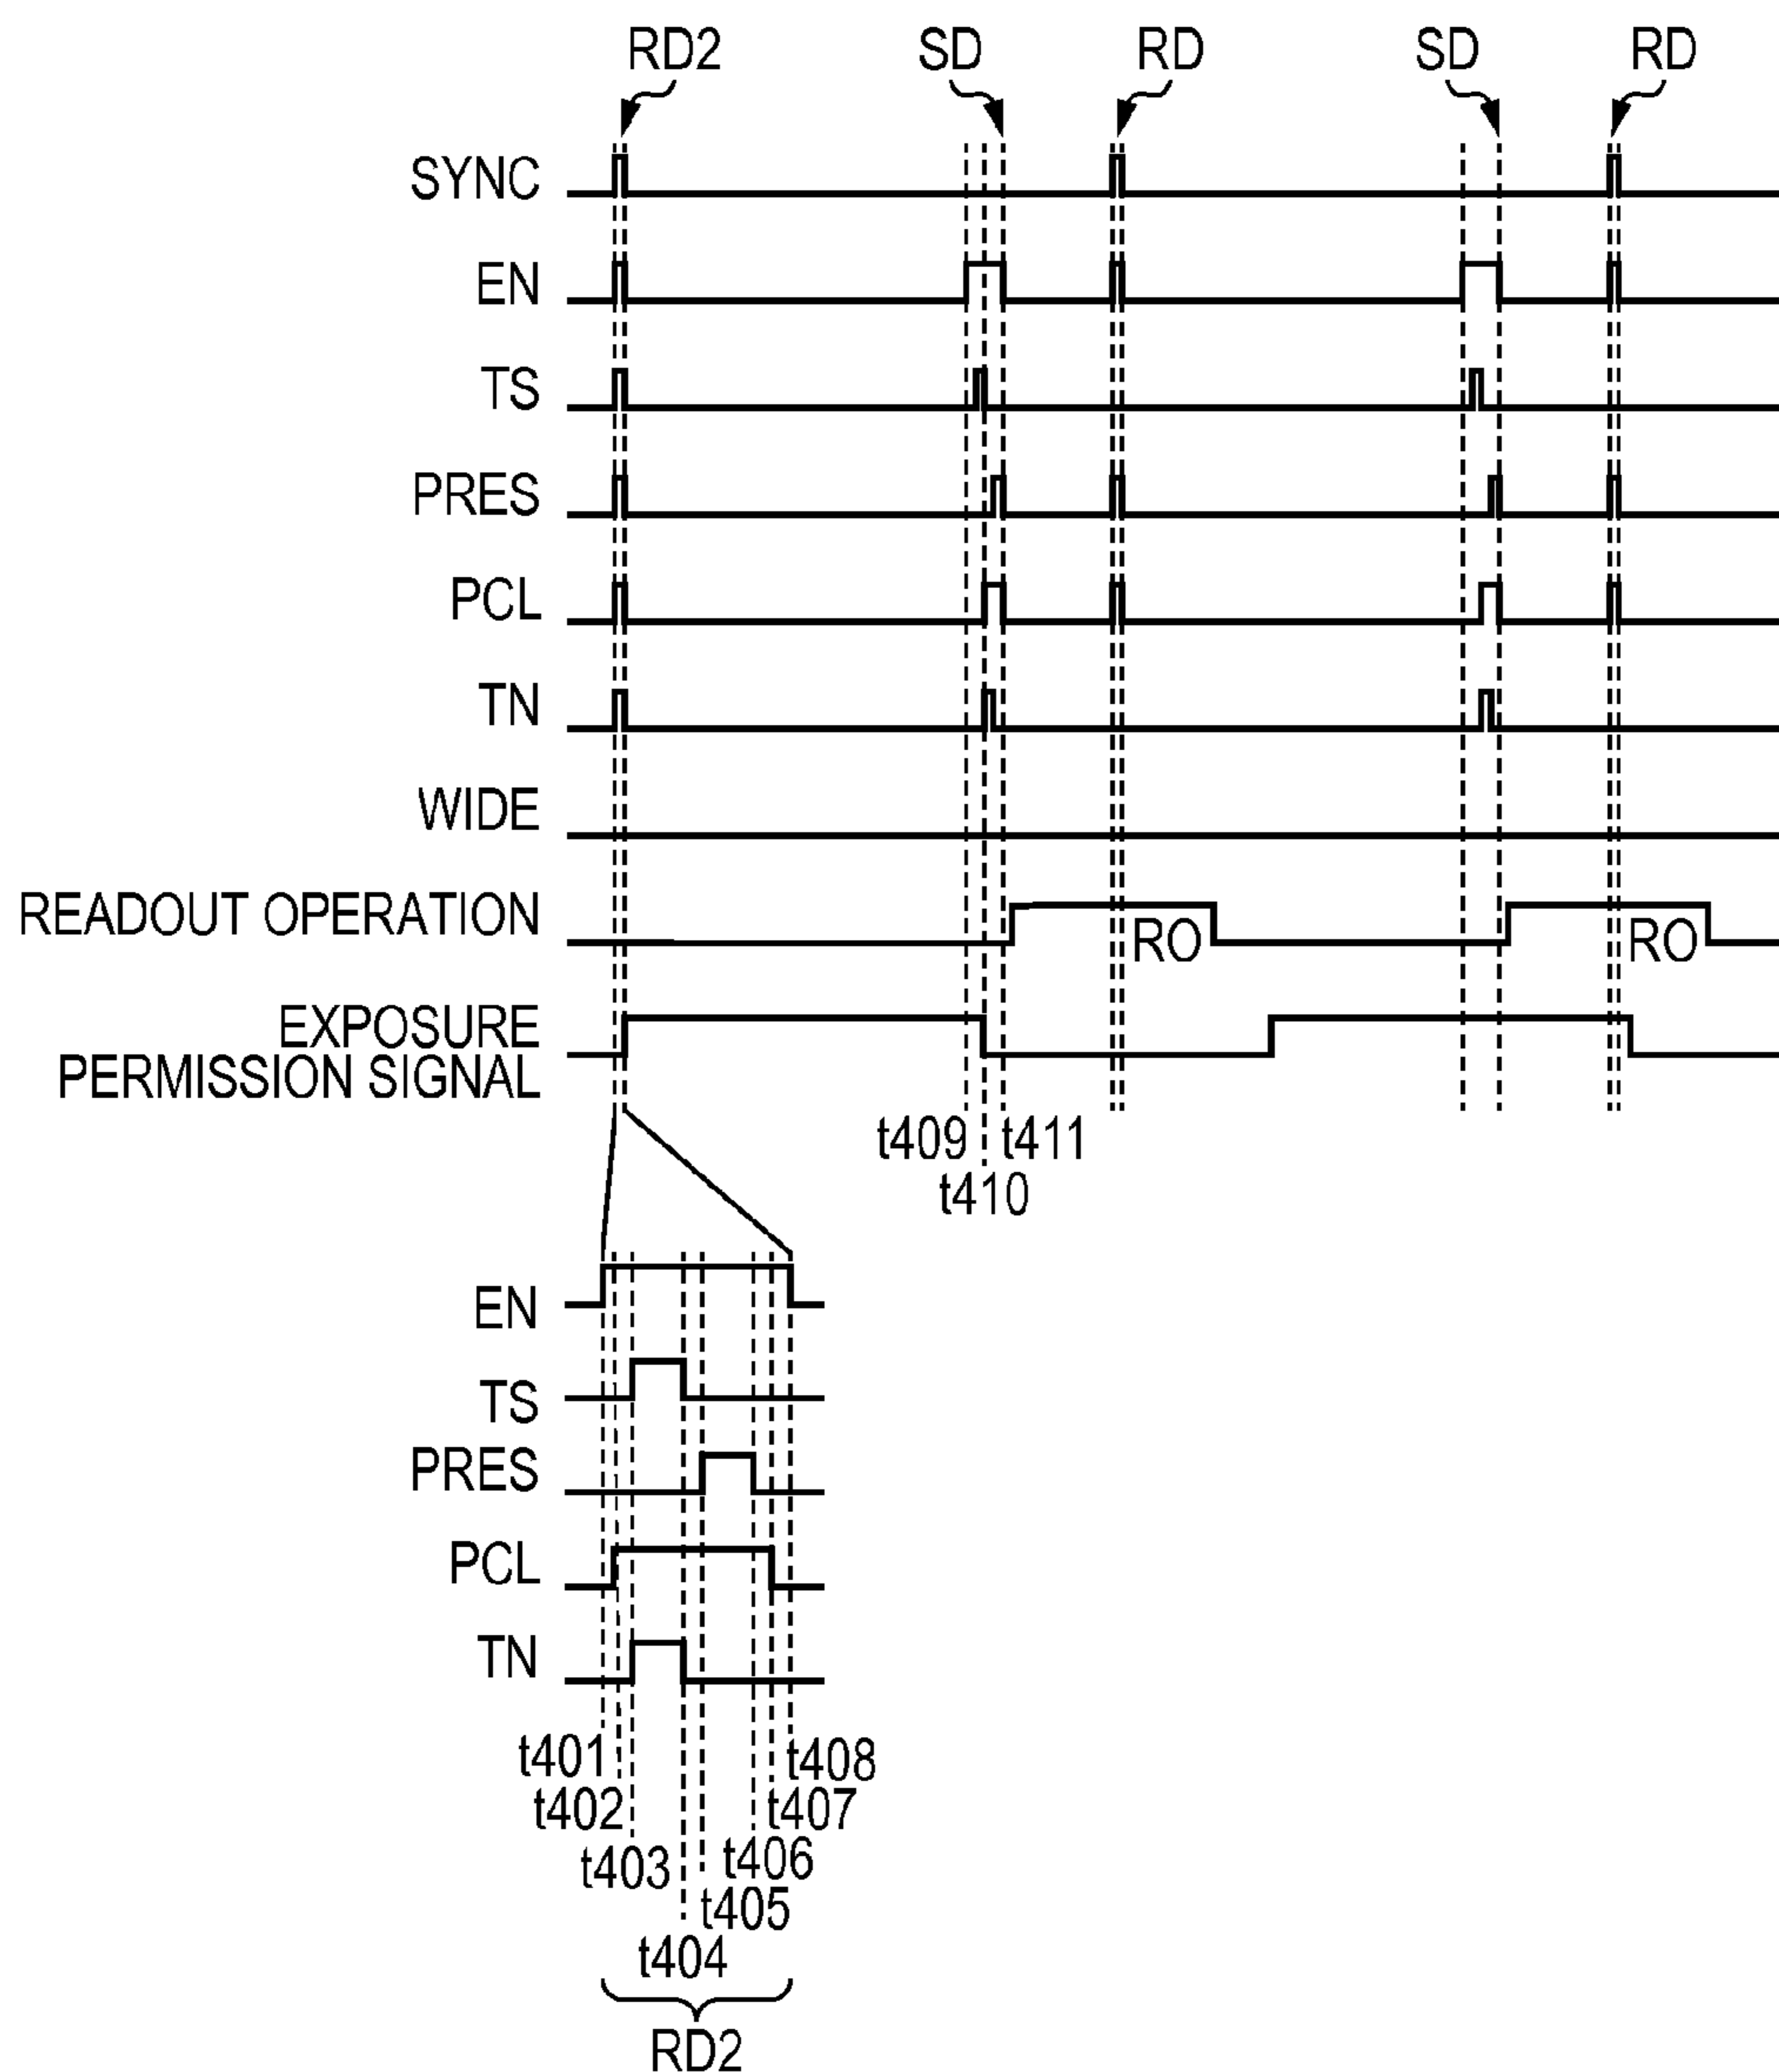 RD2 SD RD SD RD
SYNC
EN
TS
PRES
PCL
TN
WIDE
READOUT OPERATION
RO RO
EXPOSURE
PERMISSION SIGNAL
t409 t411
t410
EN
TS
PRES
PCL
TN
t401 t408
t402 t407
t403 t406
t405
t404
RD2